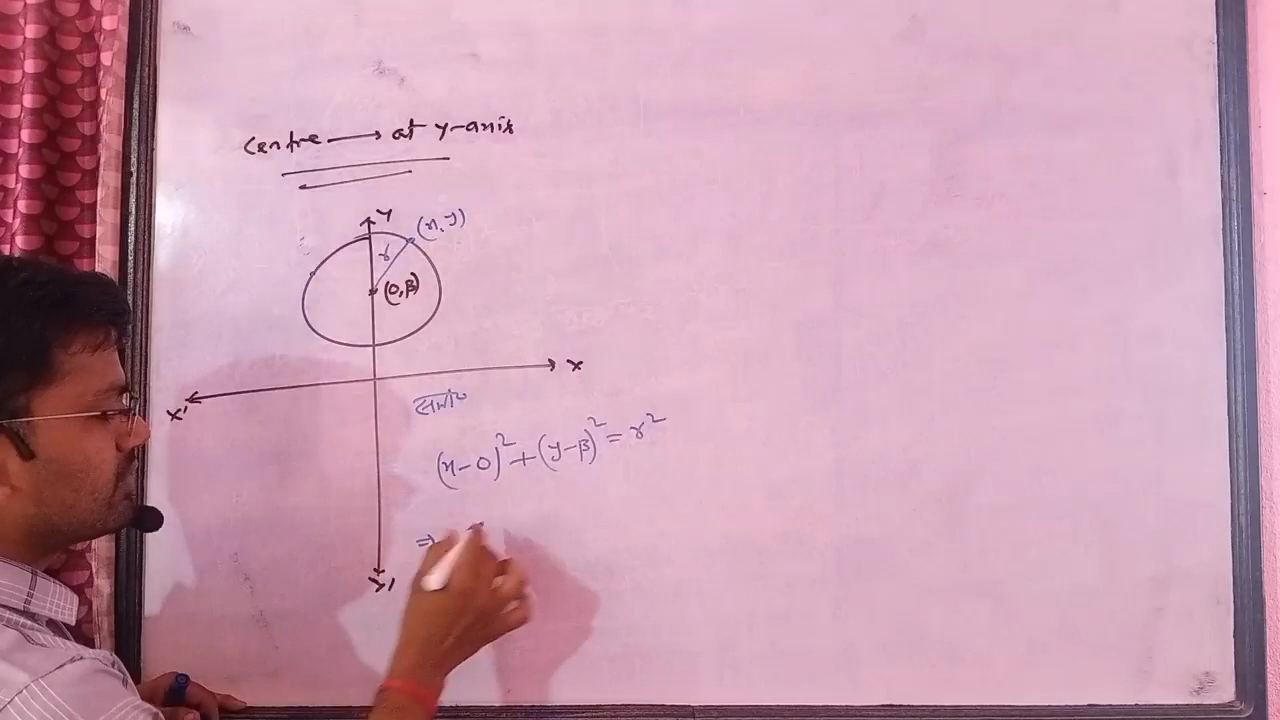 Centre → at y-axis
Y
(x, y)
r
(0, β)
X
X'
(x-0)² + (y-β)² = r²
⇒
Y'